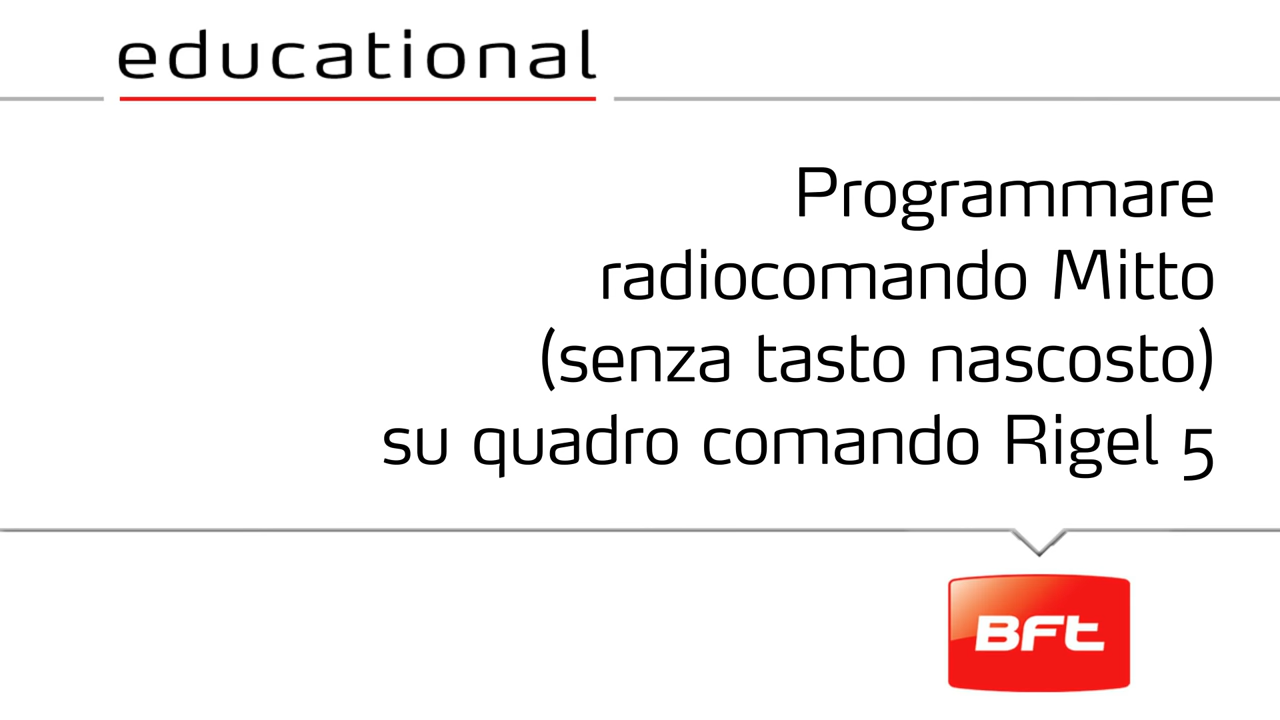 educational
Programmare
radiocomando Mitto
(senza tasto nascosto)
su quadro comando Rigel 5
BFt